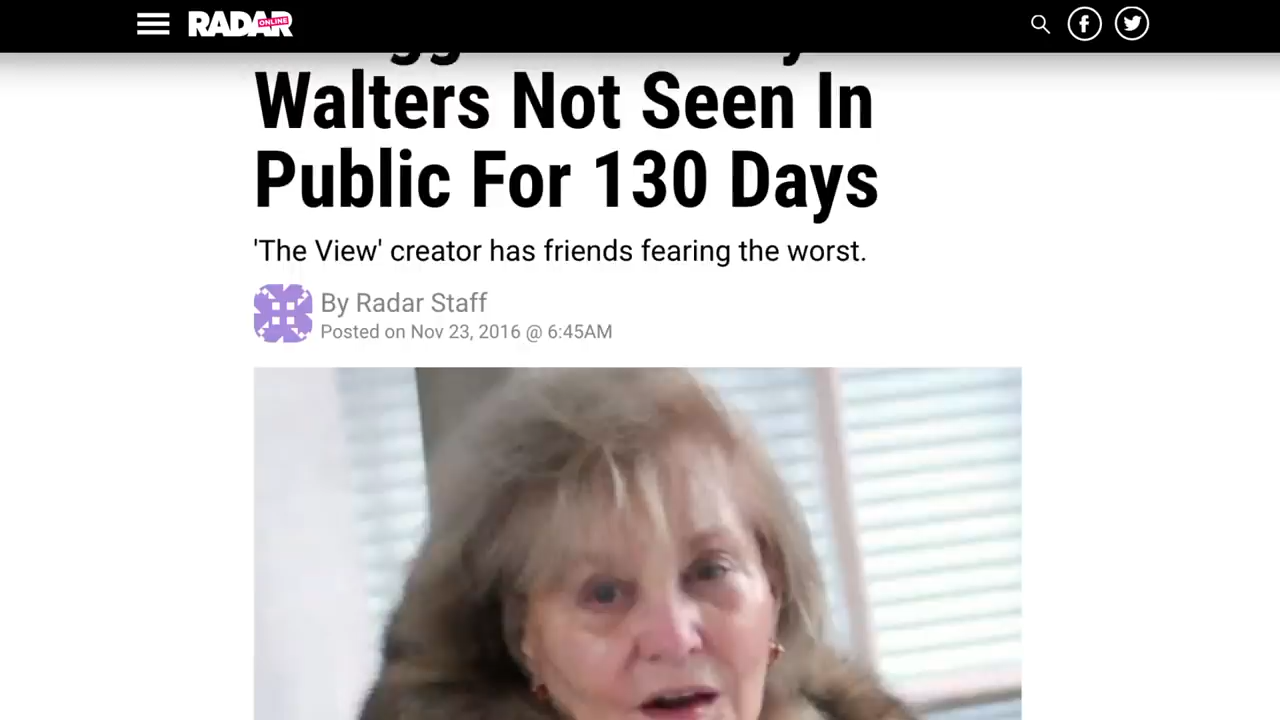 RADAR ONLINE
Walters Not Seen In
Public For 130 Days
'The View' creator has friends fearing the worst.
By Radar Staff
Posted on Nov 23, 2016 @ 6:45AM